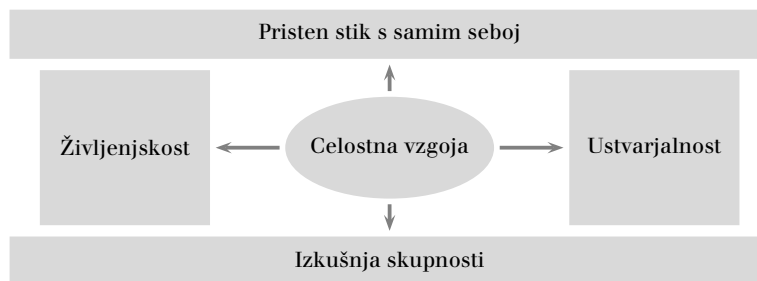 Pristen stik s samim seboj
Življenjskost
Celostna vzgoja
Ustvarjalnost
Izkušnja skupnosti